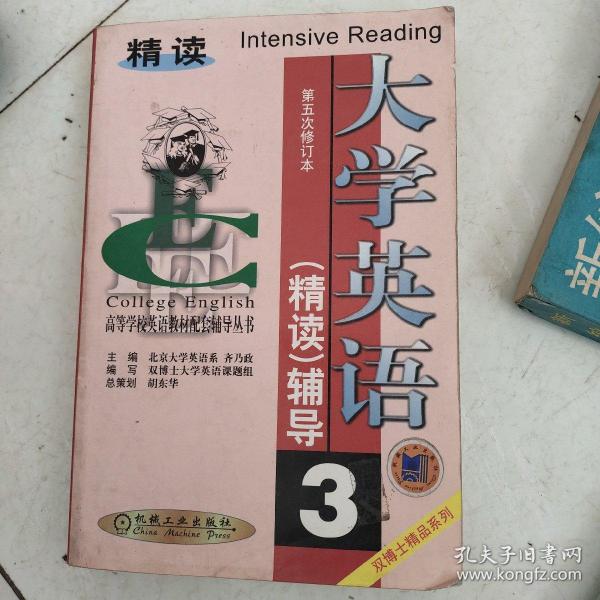 精读
Intensive Reading
大学英语
第五次修订本
(精读)辅导
3
EC
College English
高等学校英语教材配套辅导丛书
主编 北京大学英语系 齐乃政
编写 双博士大学英语课题组
总策划 胡东华
机械工业出版社
China Machine Press
双博士精品系列
新
孔夫子旧书网
www.kongfz.com